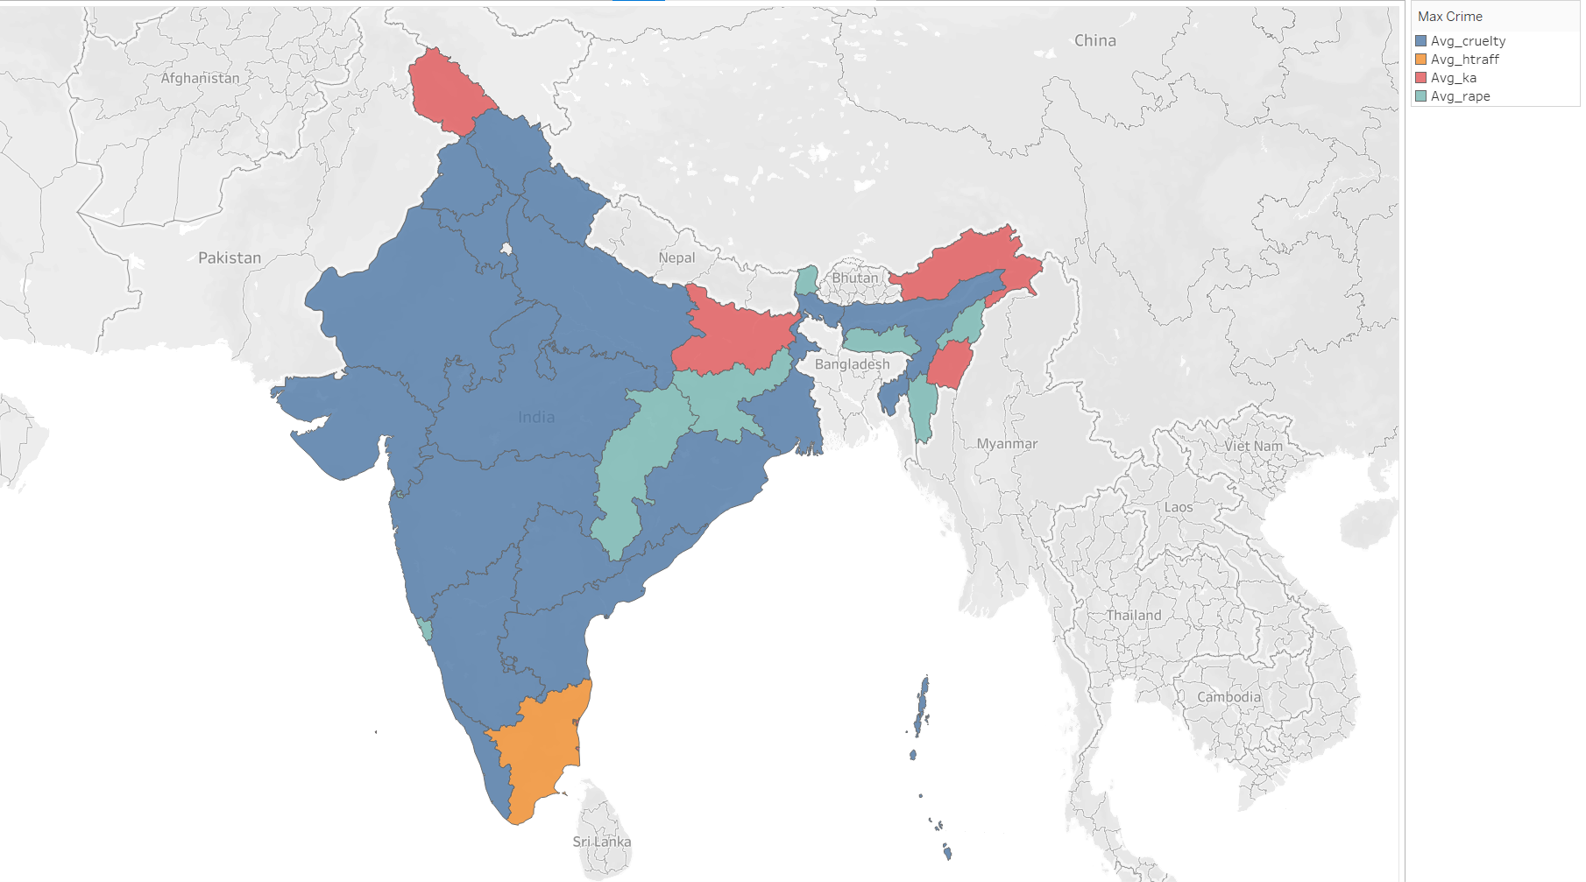 China
Afghanistan
Pakistan
Nepal
Bhutan
Bangladesh
India
Myanmar
Viet Nam
Laos
Thailand
Cambodia
Sri Lanka
Max Crime
Avg_cruelty
Avg_htraff
Avg_ka
Avg_rape